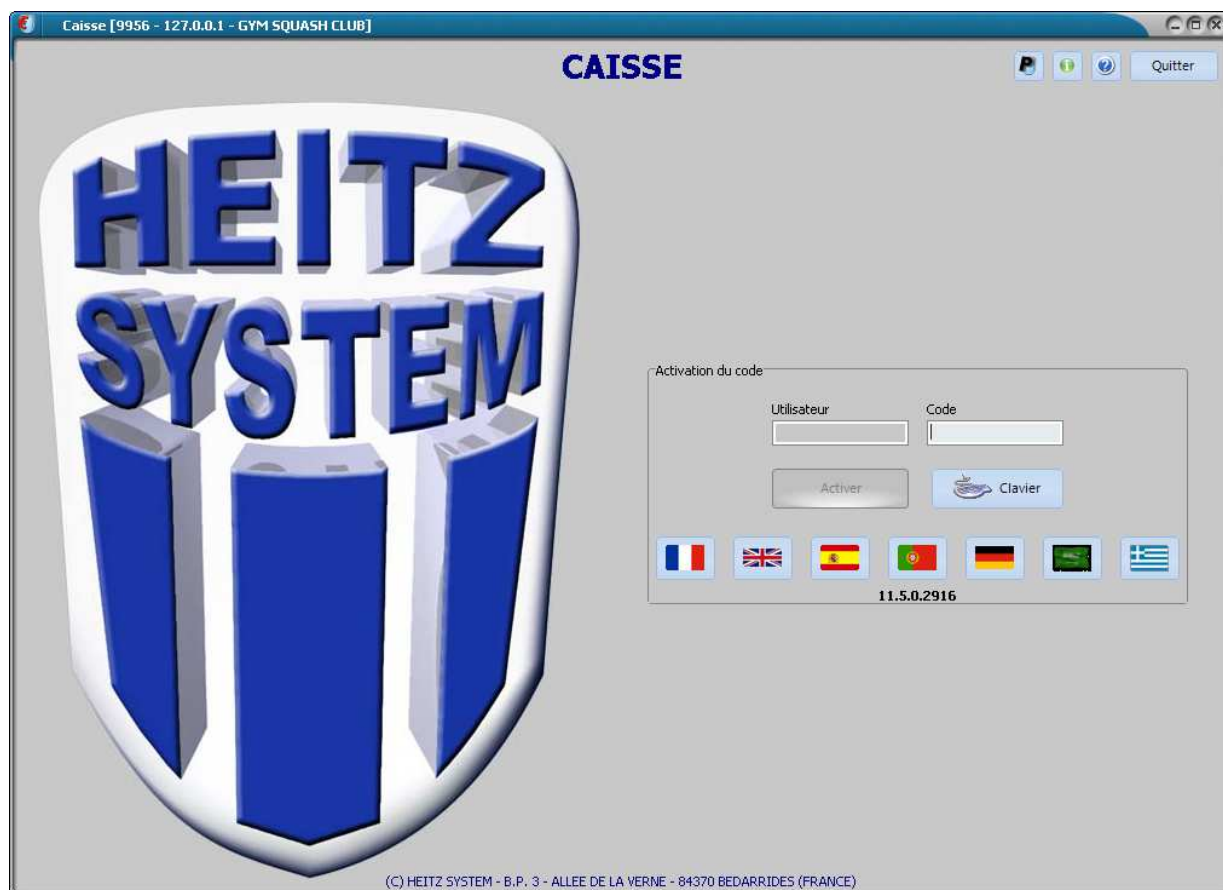 Caisse [9956 - 127.0.0.1 - GYM SQUASH CLUB]
CAISSE
Quitter
HEITZ
SYSTEM
Activation du code
Utilisateur
Code
Activer
Clavier
11.5.0.2916
(C) HEITZ SYSTEM - B.P. 3 - ALLEE DE LA VERNE - 84370 BEDARRIDES (FRANCE)